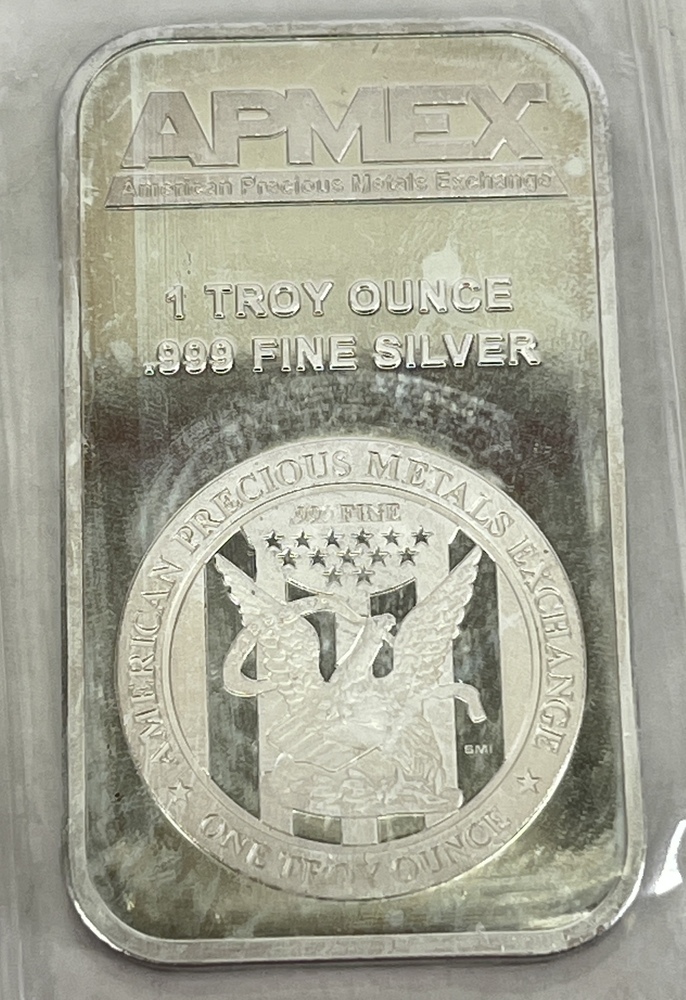 APMEX
American Precious Metals Exchange
1 TROY OUNCE
.999 FINE SILVER
AMERICAN PRECIOUS METALS EXCHANGE
.999 FINE
SMI
★ ONE TROY OUNCE ★